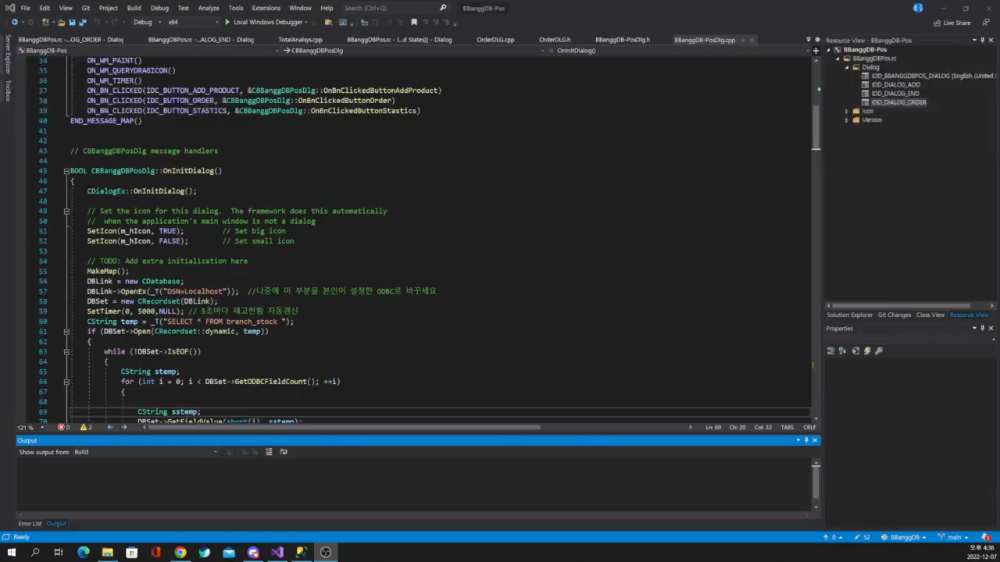 File Edit View Git Project Build Debug Test Analyze Tools Extensions Window Help Search (Ctrl+Q) BBanggDB-Pos
Debug x64 Local Windows Debugger Live Share
BBanggDBPos.rc -..._OG_ORDER - Dialog BBanggDBPos.rc -...ALOG_END - Dialog TotalAnalsys.cpp BBanggDBPos.rc -...d States)] - Dialog OrderDLG.cpp OrderDLG.h BBanggDB-PosDlg.h BBanggDB-PosDlg.cpp
BBanggDB-Pos CBBanggDBPosDlg OnInitDialog()
Server Explorer
Toolbox
34 ON_WM_PAINT()
35 ON_WM_QUERYDRAGICON()
36 ON_WM_TIMER()
37 ON_BN_CLICKED(IDC_BUTTON_ADD_PRODUCT, &CBBanggDBPosDlg::OnBnClickedButtonAddProduct)
38 ON_BN_CLICKED(IDC_BUTTON_ORDER, &CBBanggDBPosDlg::OnBnClickedButtonOrder)
39 ON_BN_CLICKED(IDC_BUTTON_STASTICS, &CBBanggDBPosDlg::OnBnClickedButtonStastics)
40 END_MESSAGE_MAP()
41
42
43 // CBBanggDBPosDlg message handlers
44
45 BOOL CBBanggDBPosDlg::OnInitDialog()
46 {
47 CDialogEx::OnInitDialog();
48
49 // Set the icon for this dialog.  The framework does this automatically
50 //  when the application's main window is not a dialog
51 SetIcon(m_hIcon, TRUE); // Set big icon
52 SetIcon(m_hIcon, FALSE); // Set small icon
53
54 // TODO: Add extra initialization here
55 MakeMap();
56 DBLink = new CDatabase;
57 DBLink->OpenEx(_T("DSN=Localhost")); //나중에 이 부분을 본인이 설정한 ODBC로 바꾸세요
58 DBSet = new CRecordset(DBLink);
59 SetTimer(0, 5000,NULL); // 5초마다 재고현황 자동갱신
60 CString temp = _T("SELECT * FROM branch_stock ");
61 if (DBSet->Open(CRecordset::dynamic, temp))
62 {
63 while (!DBSet->IsEOF())
64 {
65 CString stemp;
66 for (int i = 0; i < DBSet->GetODBCFieldCount(); ++i)
67 {
68
69 CString sstemp;
70 DBSet->GetFieldValue(short(i), sstemp);
121 % 0 2 Ln: 69 Ch: 20 Col: 32 TABS CRLF
Output
Show output from: Build
Error List Output
Resource View - BBanggDB-Pos
BBanggDB-Pos
BBanggDBPos.rc
Dialog
IDD_BBANGGDBPOS_DIALOG [English (United :
IDD_DIALOG_ADD
IDD_DIALOG_END
IDD_DIALOG_ORDER
Icon
Version
Solution Explorer Git Changes Class View Resource View
Properties
Ready 0 52 BBanggDB main
오후 4:36
2022-12-07